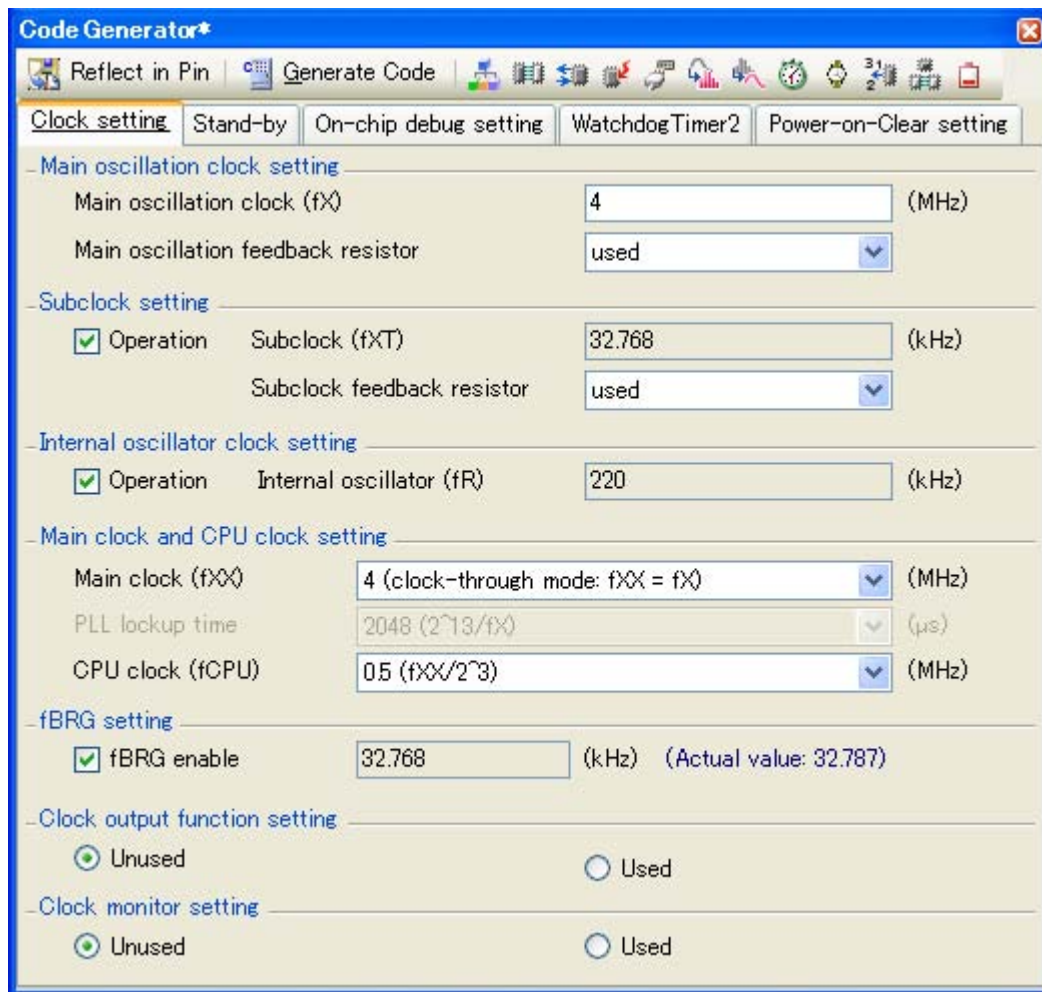 Code Generator*
Reflect in Pin Generate Code
Clock setting Stand-by On-chip debug setting WatchdogTimer2 Power-on-Clear setting
Main oscillation clock setting
Main oscillation clock (fX) 4 (MHz)
Main oscillation feedback resistor used
Subclock setting
Operation Subclock (fXT) 32.768 (kHz)
Subclock feedback resistor used
Internal oscillator clock setting
Operation Internal oscillator (fR) 220 (kHz)
Main clock and CPU clock setting
Main clock (fXX) 4 (clock-through mode: fXX = fX) (MHz)
PLL lockup time 2048 (2^13/fX) (μs)
CPU clock (fCPU) 0.5 (fXX/2^3) (MHz)
fBRG setting
fBRG enable 32.768 (kHz) (Actual value: 32.787)
Clock output function setting
Unused Used
Clock monitor setting
Unused Used